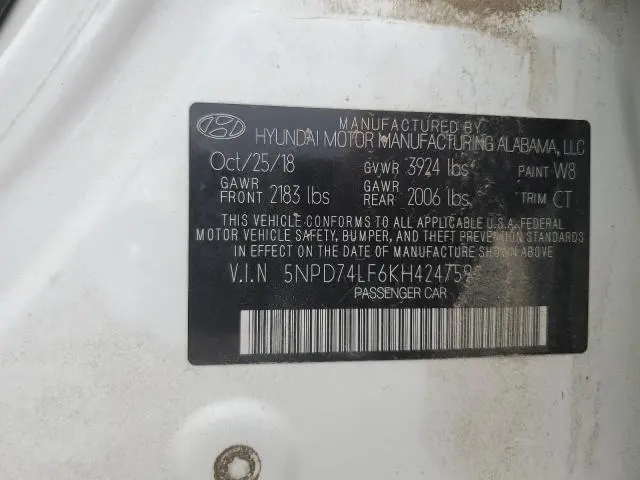 MANUFACTURED BY
HYUNDAI MOTOR MANUFACTURING ALABAMA, LLC
Oct/25/18 GVWR 3924 lbs PAINT W8
GAWR FRONT 2183 lbs GAWR REAR 2006 lbs TRIM CT
THIS VEHICLE CONFORMS TO ALL APPLICABLE U.S.A. FEDERAL
MOTOR VEHICLE SAFETY, BUMPER, AND THEFT PREVENTION STANDARDS
IN EFFECT ON THE DATE OF MANUFACTURE SHOWN ABOVE.
V.I.N
PASSENGER CAR